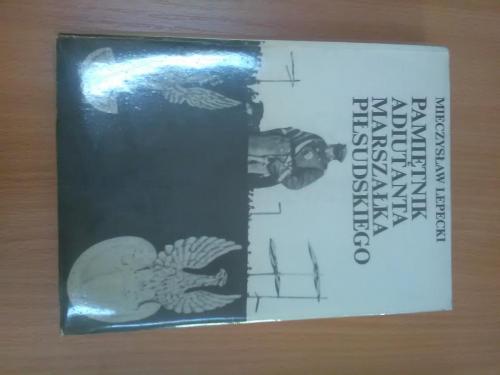 MIECZYSŁAW LEPECKI
PAMIĘTNIK
ADIUTANTA
MARSZAŁKA
PIŁSUDSKIEGO